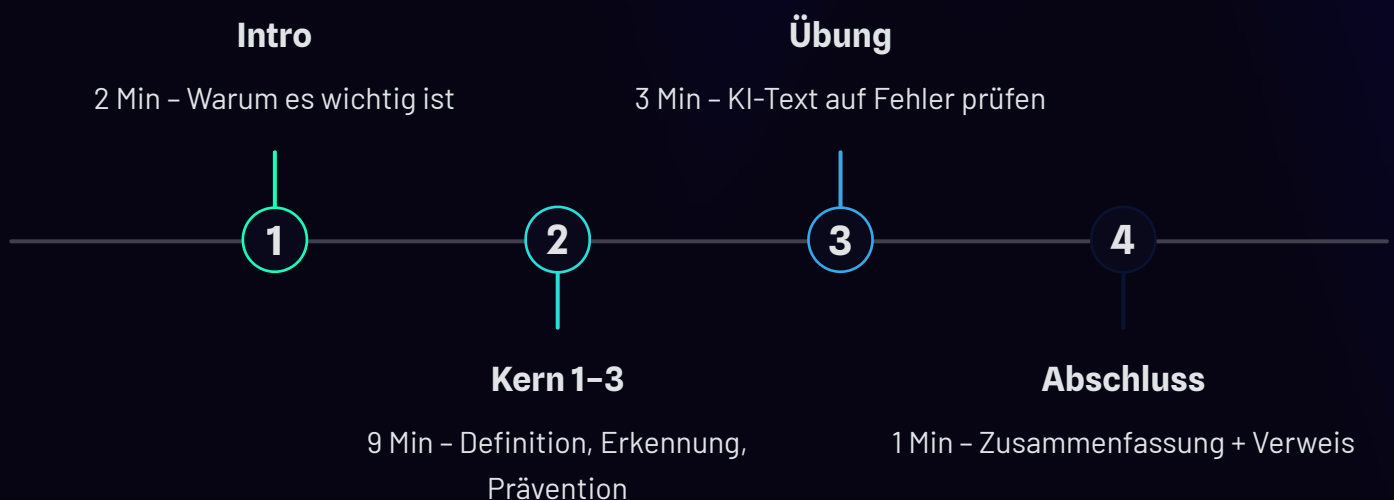 Intro
2 Min – Warum es wichtig ist
Übung
3 Min – KI-Text auf Fehler prüfen
1
2
3
4
Kern 1–3
9 Min – Definition, Erkennung,
Prävention
Abschluss
1 Min – Zusammenfassung + Verweis